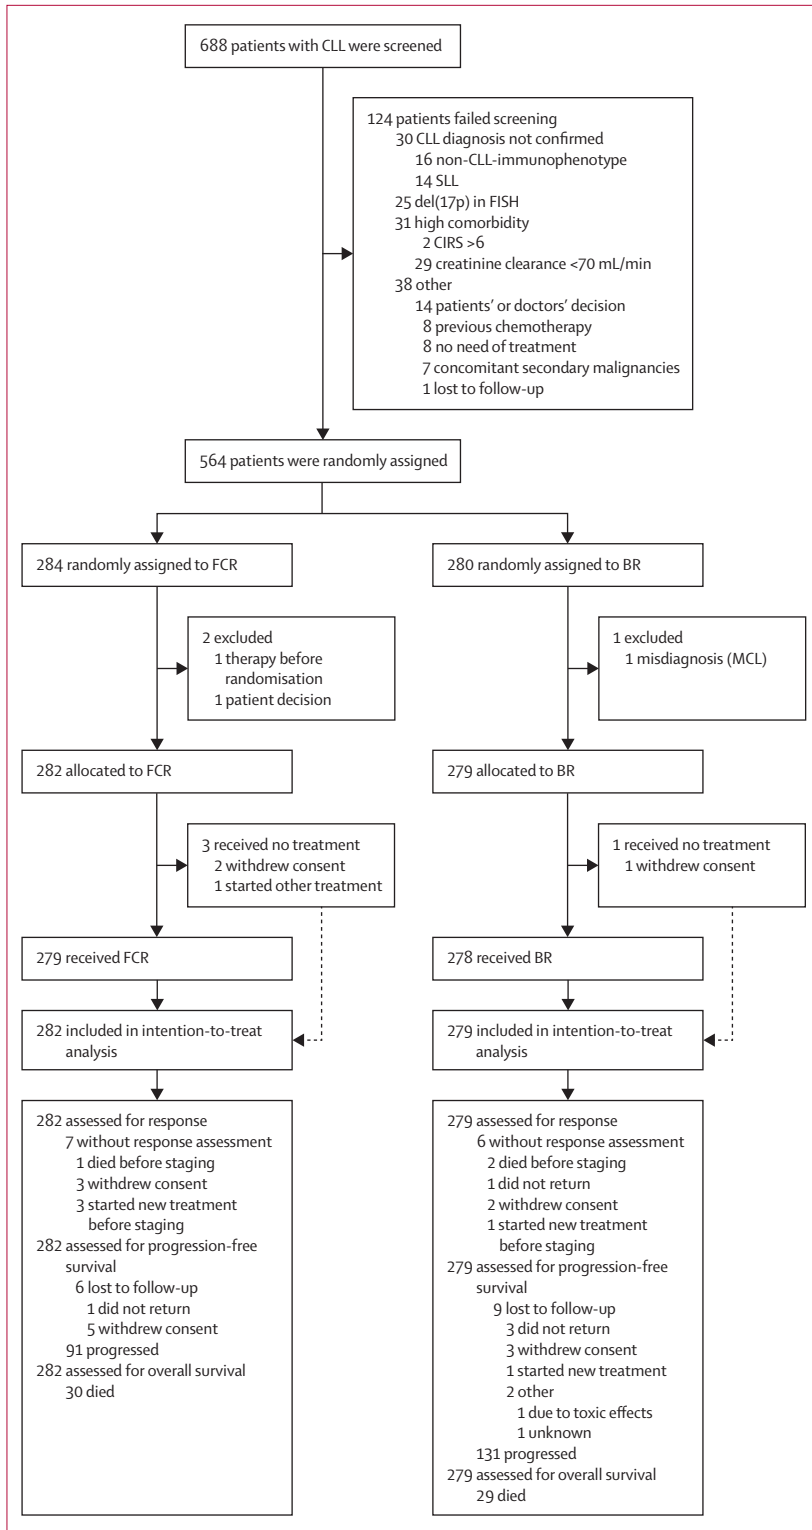 688 patients with CLL were screened
124 patients failed screening
30 CLL diagnosis not confirmed
16 non-CLL-immunophenotype
14 SLL
25 del(17p) in FISH
31 high comorbidity
2 CIRS >6
29 creatinine clearance <70 mL/min
38 other
14 patients’ or doctors’ decision
8 previous chemotherapy
8 no need of treatment
7 concomitant secondary malignancies
1 lost to follow-up
564 patients were randomly assigned
284 randomly assigned to FCR
2 excluded
1 therapy before
randomisation
1 patient decision
282 allocated to FCR
3 received no treatment
2 withdrew consent
1 started other treatment
279 received FCR
282 included in intention-to-treat
analysis
282 assessed for response
7 without response assessment
1 died before staging
3 withdrew consent
3 started new treatment
before staging
282 assessed for progression-free
survival
6 lost to follow-up
1 did not return
5 withdrew consent
91 progressed
282 assessed for overall survival
30 died
280 randomly assigned to BR
1 excluded
1 misdiagnosis (MCL)
279 allocated to BR
1 received no treatment
1 withdrew consent
278 received BR
279 included in intention-to-treat
analysis
279 assessed for response
6 without response assessment
2 died before staging
1 did not return
2 withdrew consent
1 started new treatment
before staging
279 assessed for progression-free
survival
9 lost to follow-up
3 did not return
3 withdrew consent
1 started new treatment
2 other
1 due to toxic effects
1 unknown
131 progressed
279 assessed for overall survival
29 died